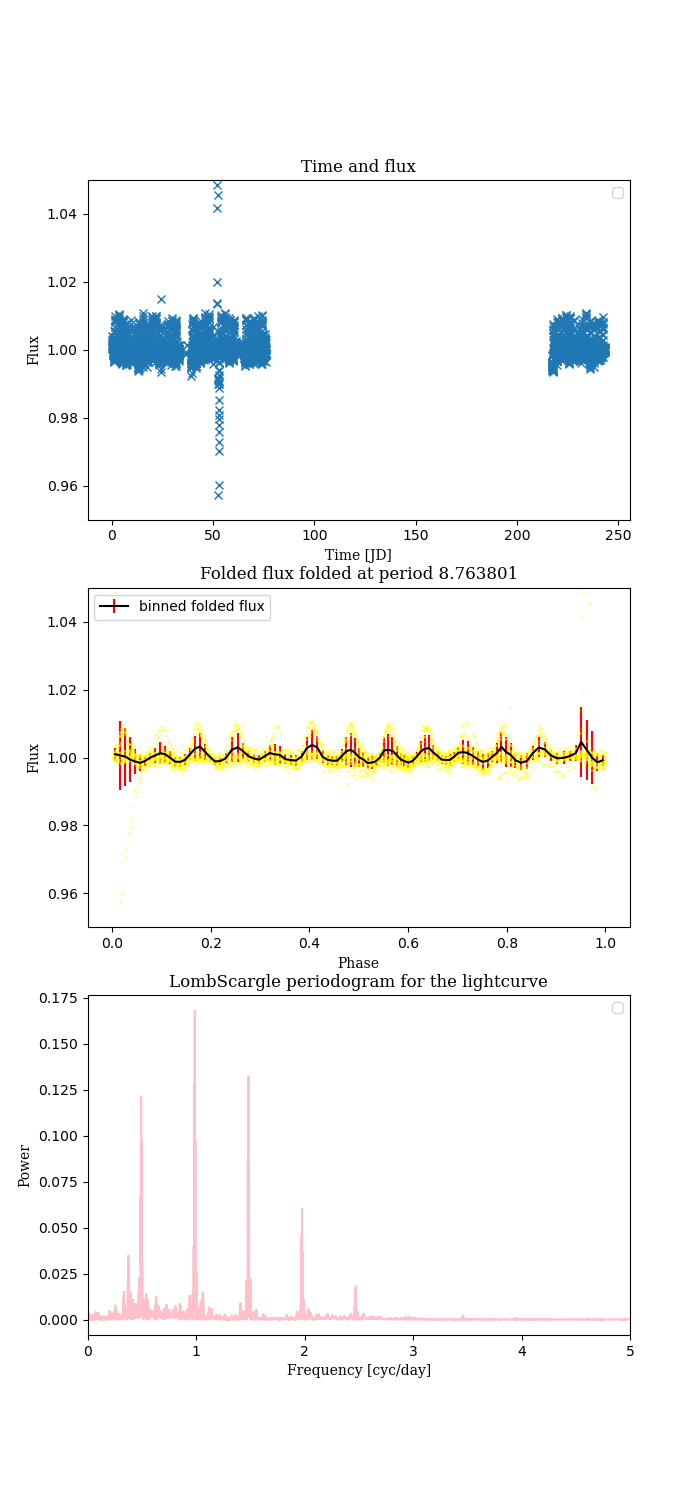 Time and flux
1.04
1.02
1.00
0.98
0.96
Flux
0 50 100 150 200 250
Time [JD]
Folded flux folded at period 8.763801
binned folded flux
1.04
1.02
1.00
0.98
0.96
Flux
0.0 0.2 0.4 0.6 0.8 1.0
Phase
LombScargle periodogram for the lightcurve
0.175
0.150
0.125
0.100
0.075
0.050
0.025
0.000
Power
0 1 2 3 4 5
Frequency [cyc/day]